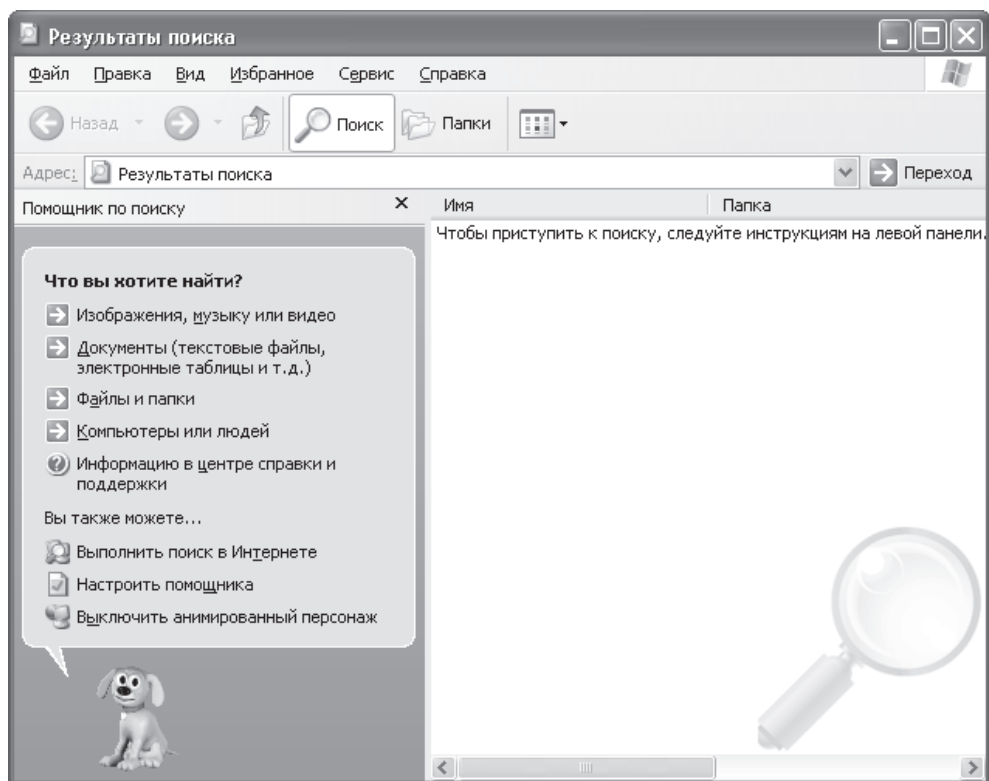 Результаты поиска
Файл Правка Вид Избранное Сервис Справка
Назад Поиск Папки
Адрес: Результаты поиска Переход
Помощник по поиску
Имя Папка
Чтобы приступить к поиску, следуйте инструкциям на левой панели.
Что вы хотите найти?
Изображения, музыку или видео
Документы (текстовые файлы,
электронные таблицы и т.д.)
Файлы и папки
Компьютеры или людей
Информацию в центре справки и
поддержки
Вы также можете...
Выполнить поиск в Интернете
Настроить помощника
Выключить анимированный персонаж